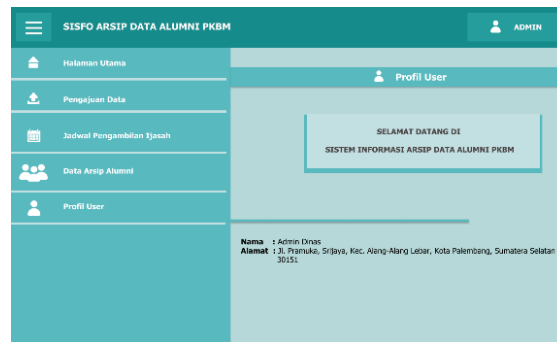 SISFO ARSIP DATA ALUMNI PKBM
ADMIN
Halaman Utama
Pengajuan Data
Jadwal Pengambilan Ijasah
Data Arsip Alumni
Profil User
Profil User
SELAMAT DATANG DI
SISTEM INFORMASI ARSIP DATA ALUMNI PKBM
Nama : Admin Dinas
Alamat : Jl. Pramuka, Srijaya, Kec. Alang-Alang Lebar, Kota Palembang, Sumatera Selatan
30151